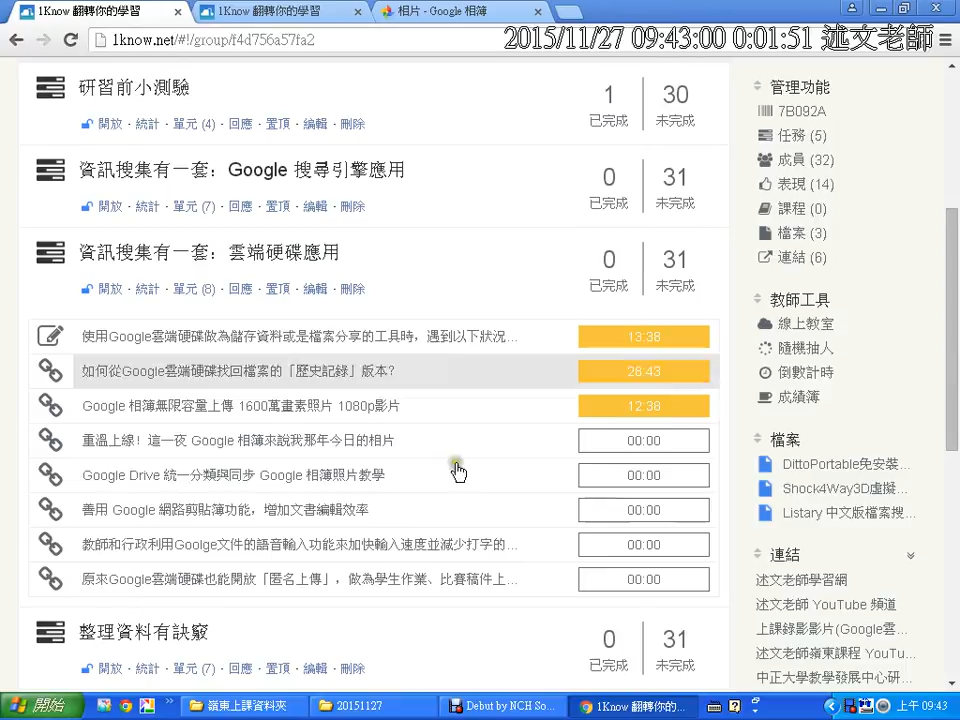 1Know 翻轉你的學習
1Know 翻轉你的學習
相片 - Google 相簿
1know.net/#!/group/f4d756a57fa2
2015/11/27 09:43:00 0:01:51 述文老師
研習前小測驗
開放 · 統計 · 單元 (4) · 回應 · 置頂 · 編輯 · 刪除
1
已完成
30
未完成
資訊搜集有一套：Google 搜尋引擎應用
開放 · 統計 · 單元 (7) · 回應 · 置頂 · 編輯 · 刪除
0
已完成
31
未完成
資訊搜集有一套：雲端硬碟應用
開放 · 統計 · 單元 (8) · 回應 · 置頂 · 編輯 · 刪除
0
已完成
31
未完成
使用Google雲端硬碟做為儲存資料或是檔案分享的工具時，遇到以下狀況... 13:38
如何從Google雲端硬碟找回檔案的「歷史記錄」版本? 26:43
Google 相簿無限容量上傳 1600萬畫素照片 1080p影片 12:36
重溫上線！這一夜 Google 相簿來說我那年今日的相片 00:00
Google Drive 統一分類與同步 Google 相簿照片教學 00:00
善用 Google 網路剪貼簿功能，增加文書編輯效率 00:00
教師和行政利用Goolge文件的語音輸入功能來加快輸入速度並減少打字的... 00:00
原來Google雲端硬碟也能開放「匿名上傳」，做為學生作業、比賽稿件上... 00:00
整理資料有訣竅
開放 · 統計 · 單元 (7) · 回應 · 置頂 · 編輯 · 刪除
0
已完成
31
未完成
管理功能
7B092A
任務 (5)
成員 (32)
表現 (14)
課程 (0)
檔案 (3)
連結 (6)
教師工具
線上教室
隨機抽人
倒數計時
成績簿
檔案
DittoPortable免安裝...
Shock4Way3D虛擬...
Listary 中文版檔案搜...
連結
述文老師學習網
述文老師 YouTube 頻道
上課錄影影片(Google雲...
述文老師嶺東課程 YouTu...
中正大學教學發展中心研...
開始
嶺東上課資料夾
20151127
Debut by NCH So...
1Know 翻轉你的...
上午 09:43